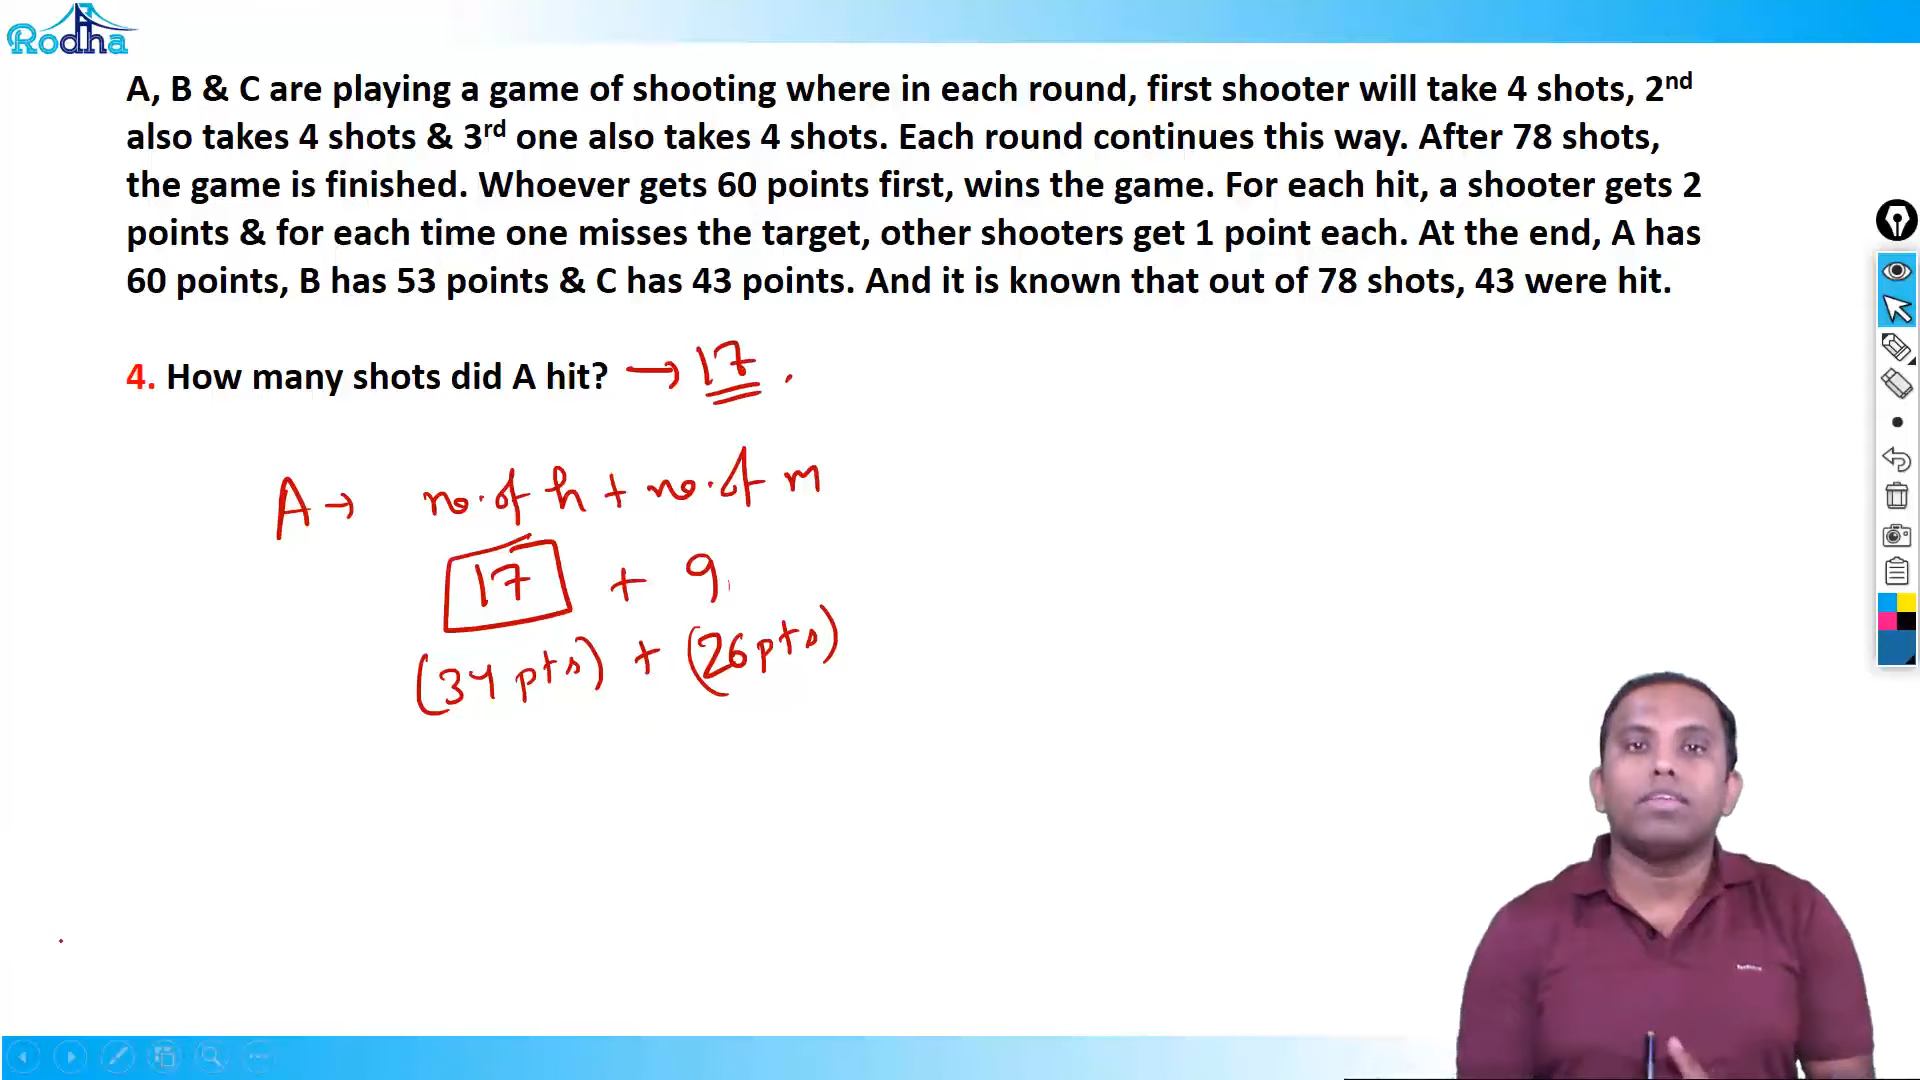 Rodha
A, B & C are playing a game of shooting where in each round, first shooter will take 4 shots, 2nd
also takes 4 shots & 3rd one also takes 4 shots. Each round continues this way. After 78 shots,
the game is finished. Whoever gets 60 points first, wins the game. For each hit, a shooter gets 2
points & for each time one misses the target, other shooters get 1 point each. At the end, A has
60 points, B has 53 points & C has 43 points. And it is known that out of 78 shots, 43 were hit.
4. How many shots did A hit? → 17.
A → no. of h + no. of m
17 + 9
(34 pts) + (26 pts)